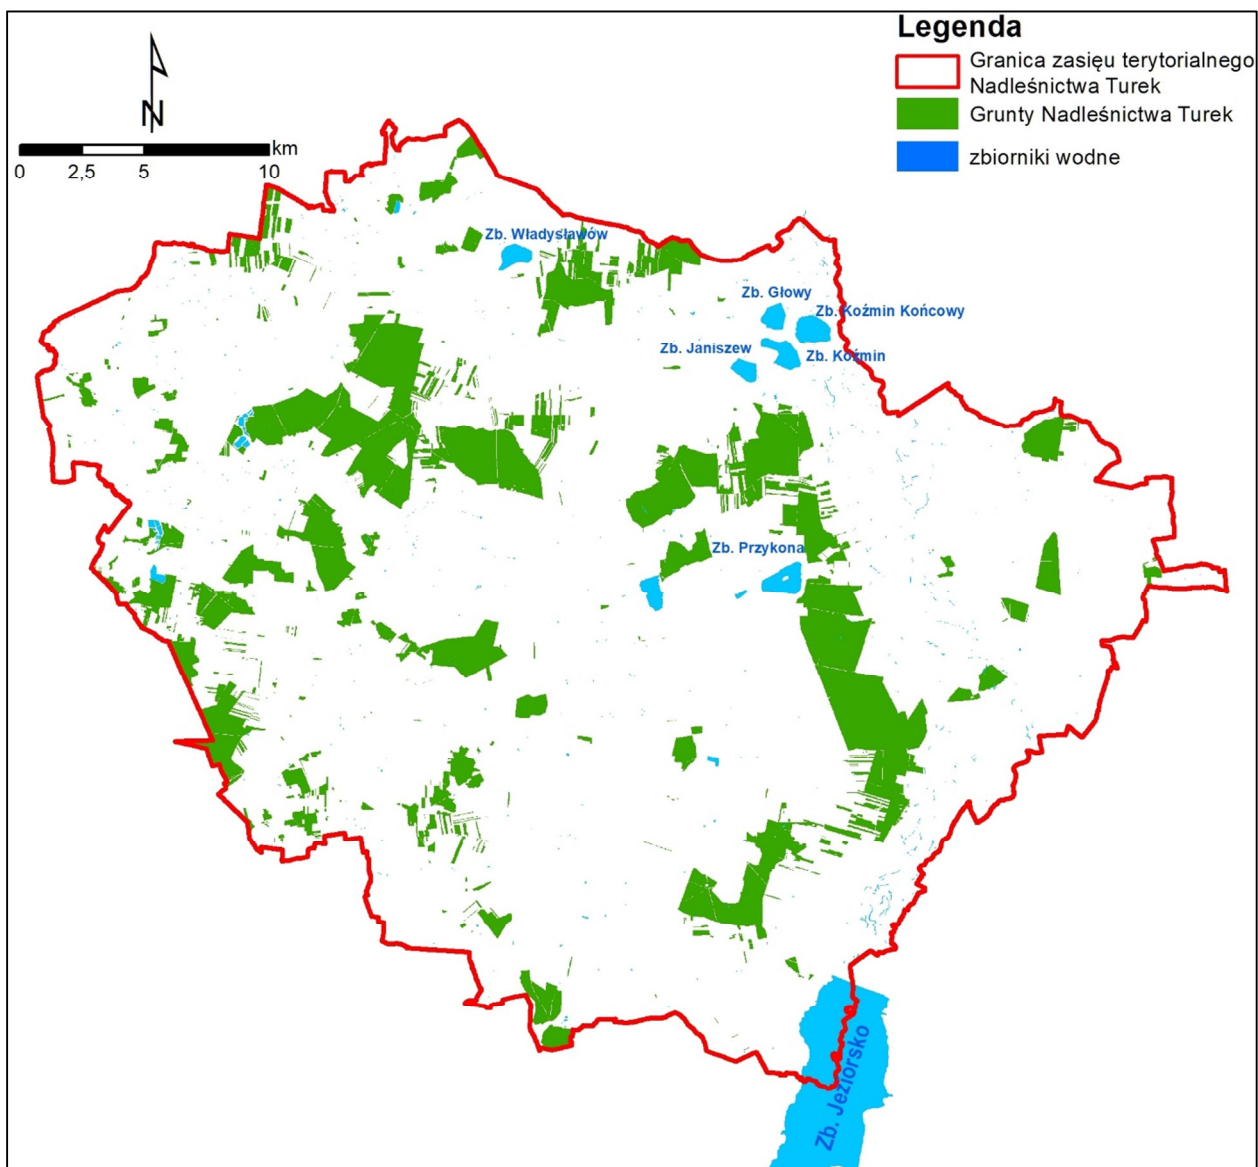 Legenda
Granica zasięu terytorialnego
Nadleśnictwa Turek
Grunty Nadleśnictwa Turek
zbiorniki wodne
N
km
0 2,5 5 10
Zb. Władysławów
Zb. Głowy
Zb. Koźmin Końcowy
Zb. Janiszew
Zb. Koźmin
Zb. Przykona
Zb. Jeziorsko